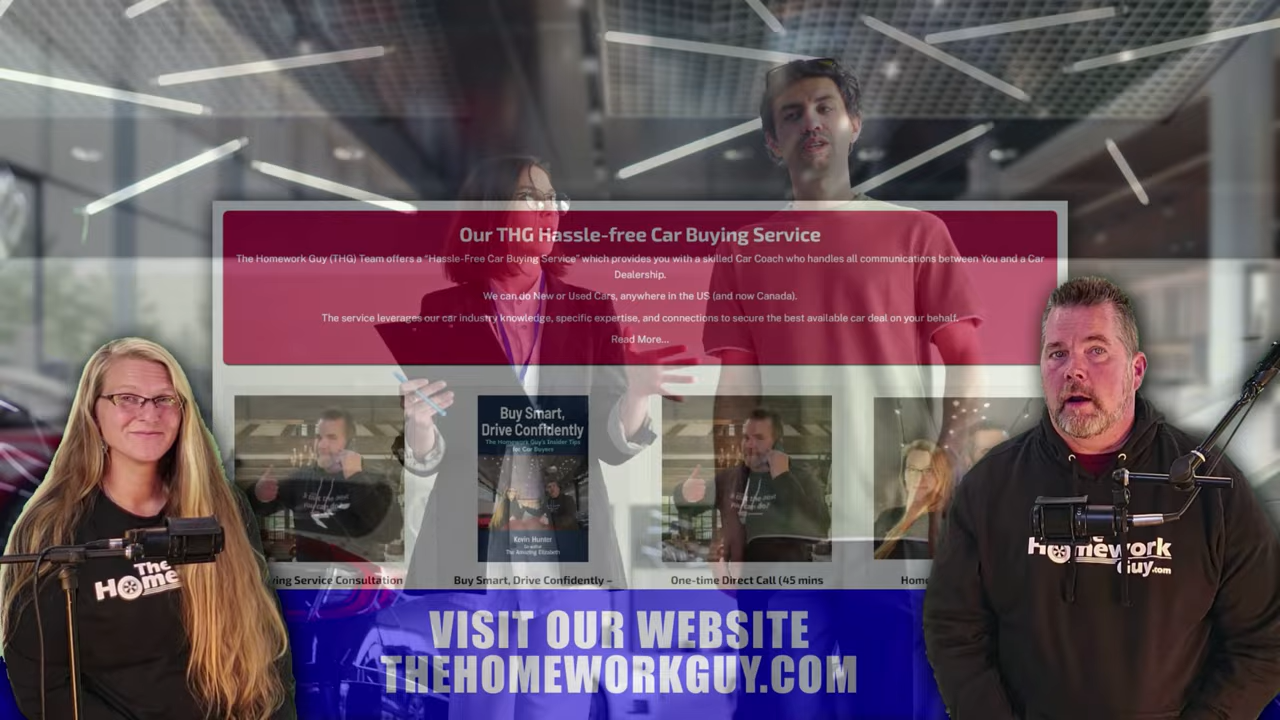 Our THG Hassle-free Car Buying Service
The Homework Guy (THG) Team offers a "Hassle-Free Car Buying Service" which provides you with a skilled Car Coach who handles all communications between You and a Car
Dealership.
We can do New or Used Cars, anywhere in the US (and now Canada).
The service leverages our car industry knowledge, specific expertise, and connections to secure the best available car deal on your behalf.
Read More...
Buy Smart,
Drive Confidently
The Homework Guy's Insider Tips
for Car Buyers
Kevin Hunter
The Amazing Elizabeth
ying Service Consultation
Buy Smart, Drive Confidently –
One-time Direct Call (45 mins
Home
The
Home
Homework
Guy.com
VISIT OUR WEBSITE
THEHOMEWORKGUY.COM